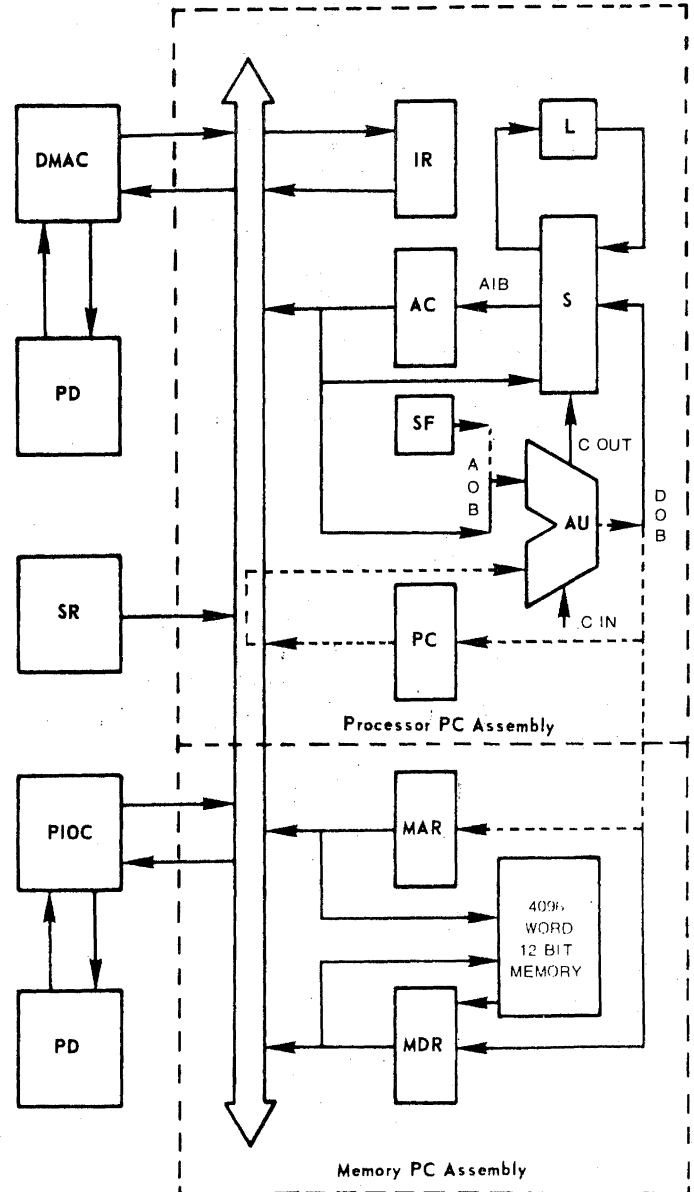 DMAC
IR
L
PD
AC
AIB
S
SF
A
O
B
C OUT
AU
D
O
B
SR
PC
C IN
Processor PC Assembly
PIOC
MAR
4096
WORD
12 BIT
MEMORY
PD
MDR
Memory PC Assembly